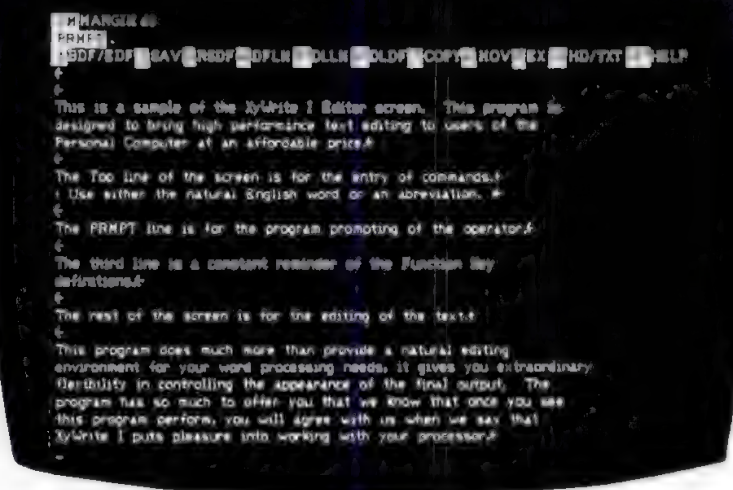 MARGIN 60
PRMPT.
BDF/EDF SAV RSDF DFLN DLLN DLDF COPY MOV EX HD/TXT HELP
This is a sample of the XyWrite I Editor screen. This program is
designed to bring high performance text editing to users of the
Personal Computer at an affordable price.
The Top line of the screen is for the entry of commands.
Use either the natural English word or an abreviation.
The PRMPT line is for the program promoting of the operator.
The third line is a constant reminder of the Function Key
definitions.
The rest of the screen is for the editing of the text.
This program does much more than provide a natural editing
environment for your word processing needs, it gives you extraordinary
flexibility in controlling the appearance of the final output. The
program has so much to offer you that we know that once you see
this program perform, you will agree with us when we say that
XyWrite I puts pleasure into working with your processor.